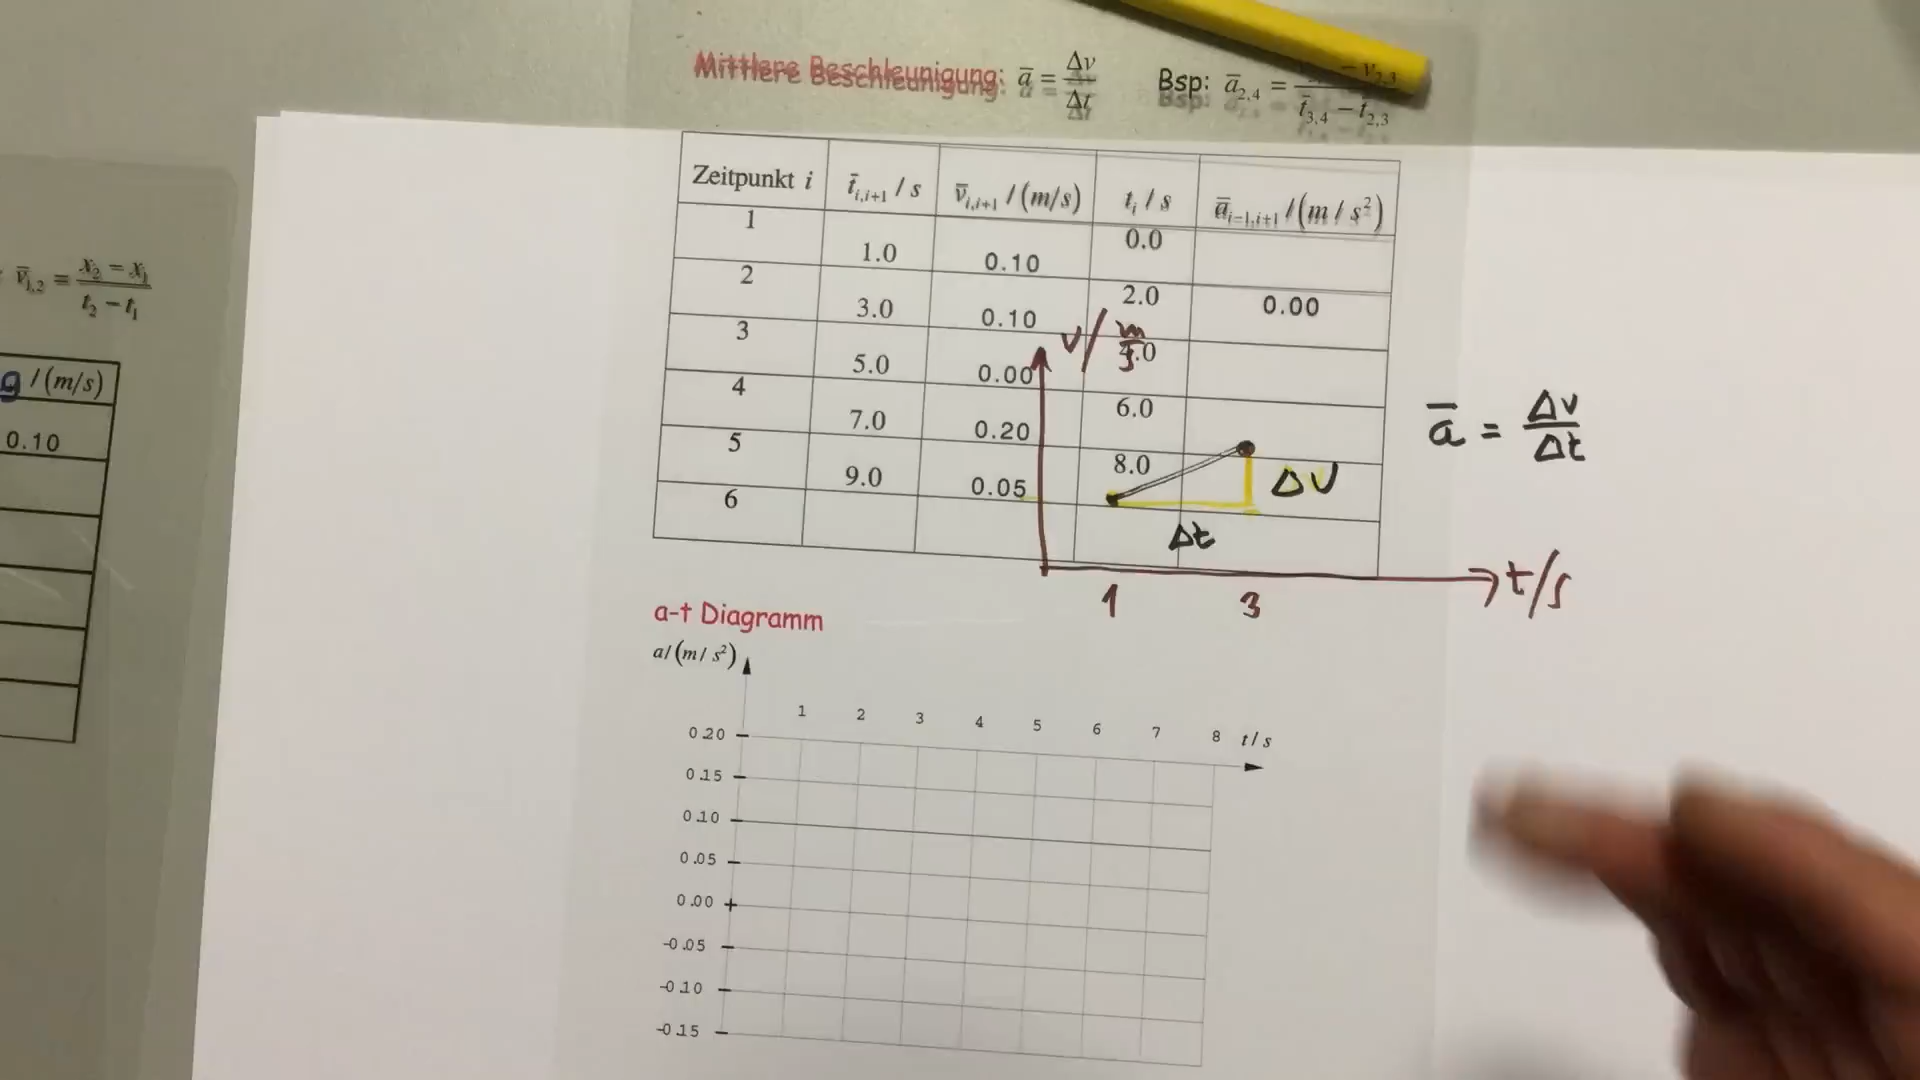 Mittlere Beschleunigung: a̅ = Δv/Δt Bsp: a̅2,4 = − v2,3 / t̅3,4 − t̅2,3
v̅1,2 = x2 − x1 / t2 − t1
g /(m/s)
0.10
Zeitpunkt i t̅i,i+1 / s v̅i,i+1 /(m/s) ti / s a̅i−1,i+1 /(m / s²)
1 0.0
1.0 0.10
2 2.0 0.00
3.0 0.10
3 .0
5.0 0.00
4 6.0
7.0 0.20
5 8.0
9.0 0.05
6
v/ m/s
ΔV
Δt
1 3 t/s
a̅ = Δv/Δt
a-t Diagramm
a/(m/ s²)
1 2 3 4 5 6 7 8 t/s
0.20
0.15
0.10
0.05
0.00
-0.05
-0.10
-0.15